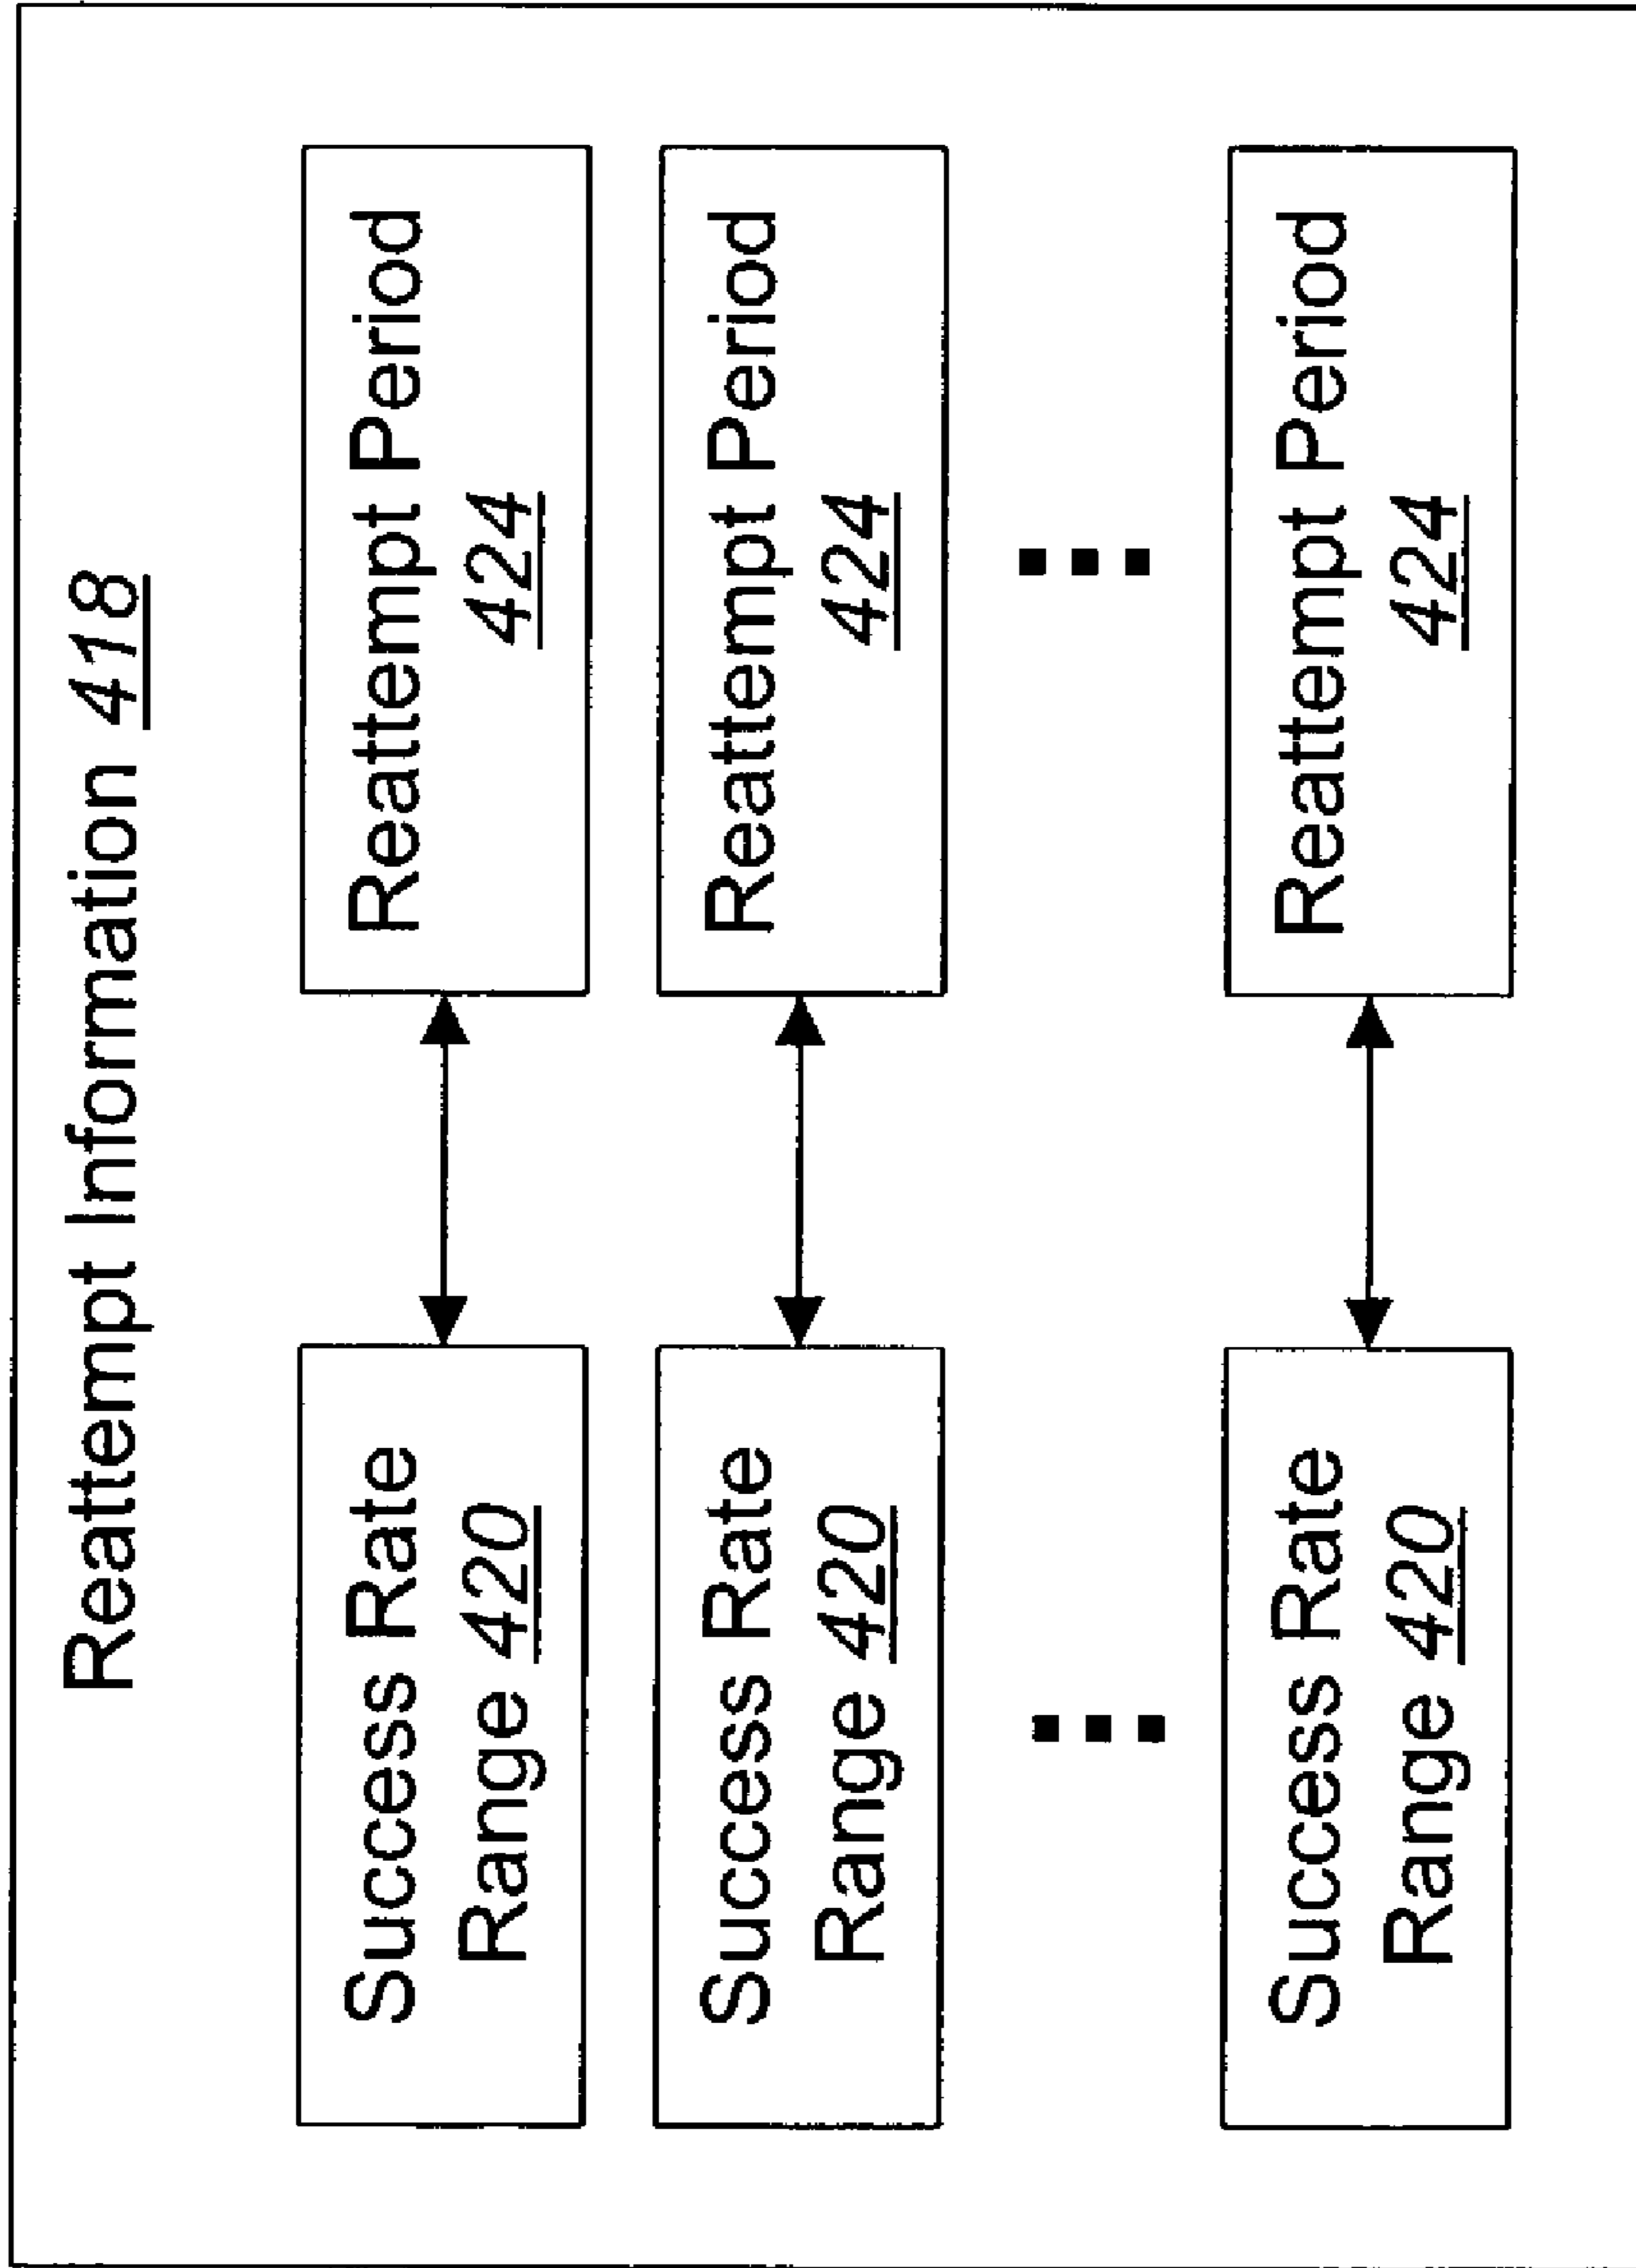 Reattempt Information 418
Success Rate
Range 420
Reattempt Period
424
Success Rate
Range 420
Reattempt Period
424
Success Rate
Range 420
Reattempt Period
424